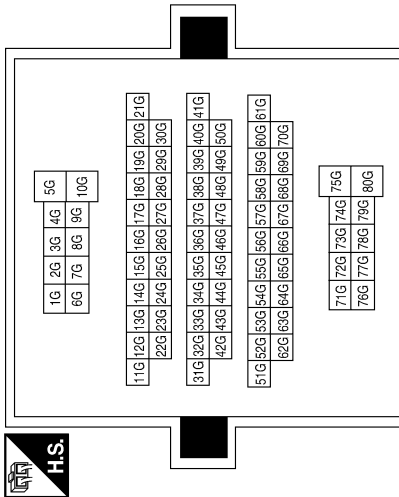 5G 10G
1G 2G 3G 4G
6G 7G 8G 9G
11G 12G 13G 14G 15G 16G 17G 18G 19G 20G 21G
22G 23G 24G 25G 26G 27G 28G 29G 30G
31G 32G 33G 34G 35G 36G 37G 38G 39G 40G 41G
42G 43G 44G 45G 46G 47G 48G 49G 50G
51G 52G 53G 54G 55G 56G 57G 58G 59G 60G 61G
62G 63G 64G 65G 66G 67G 68G 69G 70G
75G 80G
71G 72G 73G 74G
76G 77G 78G 79G
H.S.